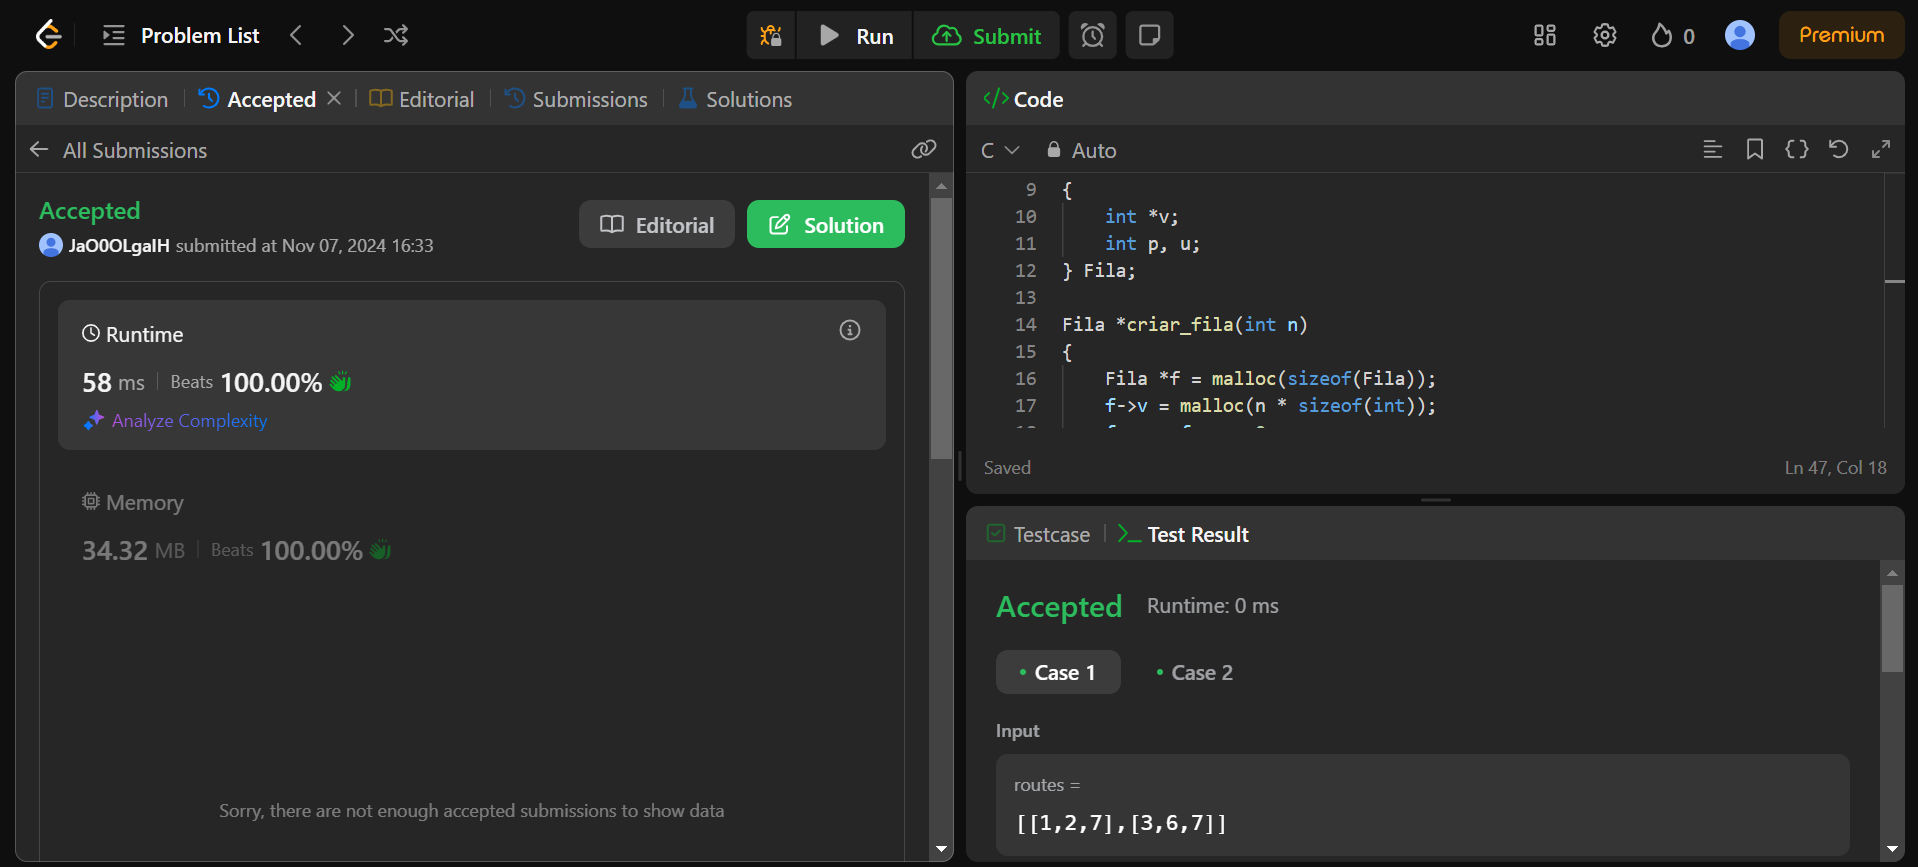 Problem List
Run
Submit
0
Premium
Description
Accepted
Editorial
Submissions
Solutions
All Submissions
Accepted
JaO0OLgaIH submitted at Nov 07, 2024 16:33
Editorial
Solution
Runtime
58 ms
Beats 100.00%
Analyze Complexity
Memory
34.32 MB
Beats 100.00%
Sorry, there are not enough accepted submissions to show data
</> Code
C
Auto
9 {
10 int *v;
11 int p, u;
12 } Fila;
13
14 Fila *criar_fila(int n)
15 {
16 Fila *f = malloc(sizeof(Fila));
17 f->v = malloc(n * sizeof(int));
Saved
Ln 47, Col 18
Testcase
Test Result
Accepted
Runtime: 0 ms
Case 1
Case 2
Input
routes =
[[1,2,7],[3,6,7]]